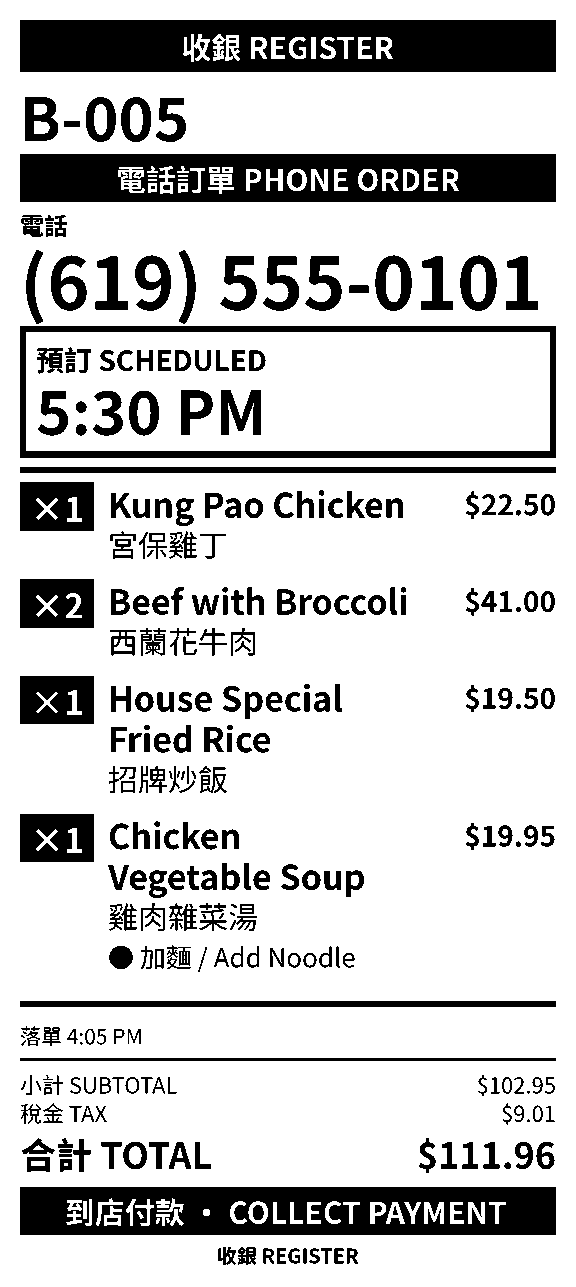 收銀 REGISTER
B-005
電話訂單 PHONE ORDER
電話
(619) 555-0101
預訂 SCHEDULED
5:30 PM
×1 Kung Pao Chicken $22.50
宮保雞丁
×2 Beef with Broccoli $41.00
西蘭花牛肉
×1 House Special $19.50
Fried Rice
招牌炒飯
×1 Chicken $19.95
Vegetable Soup
雞肉雜菜湯
● 加麵 / Add Noodle
落單 4:05 PM
小計 SUBTOTAL $102.95
稅金 TAX $9.01
合計 TOTAL $111.96
到店付款 · COLLECT PAYMENT
收銀 REGISTER